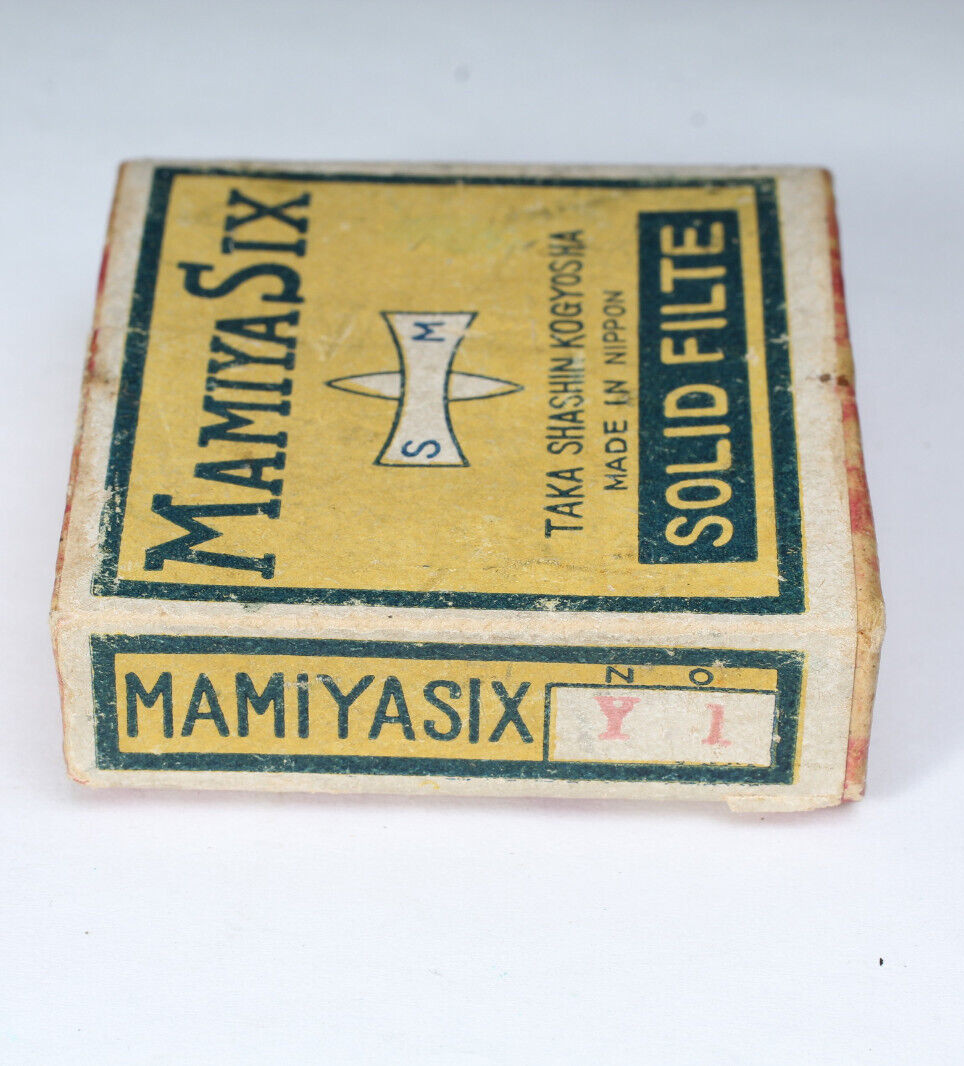 MAMIYASIX
S M
TAKA SHASHIN KOGYOSHA
MADE IN NIPPON
SOLID FILTE
MAMiYASIX
NO
Y 1